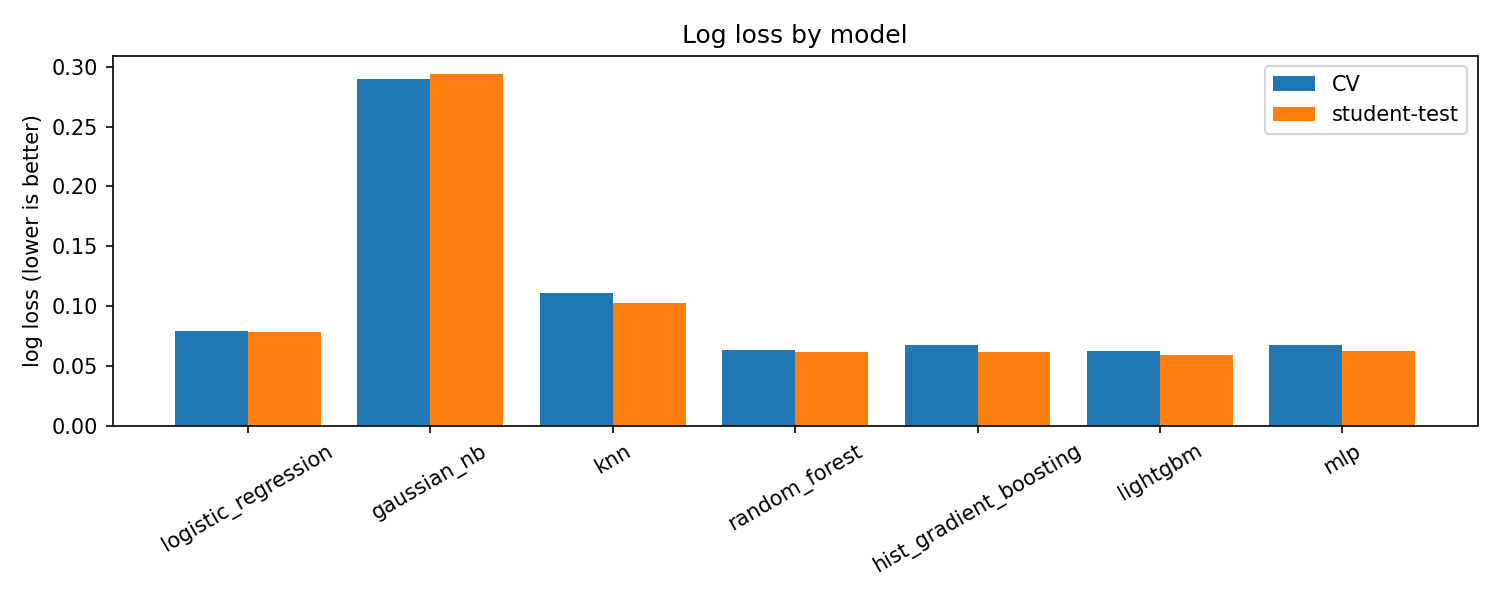 Log loss by model
log loss (lower is better)
0.30
0.25
0.20
0.15
0.10
0.05
0.00
CV
student-test
logistic_regression
gaussian_nb
knn
random_forest
hist_gradient_boosting
lightgbm
mlp